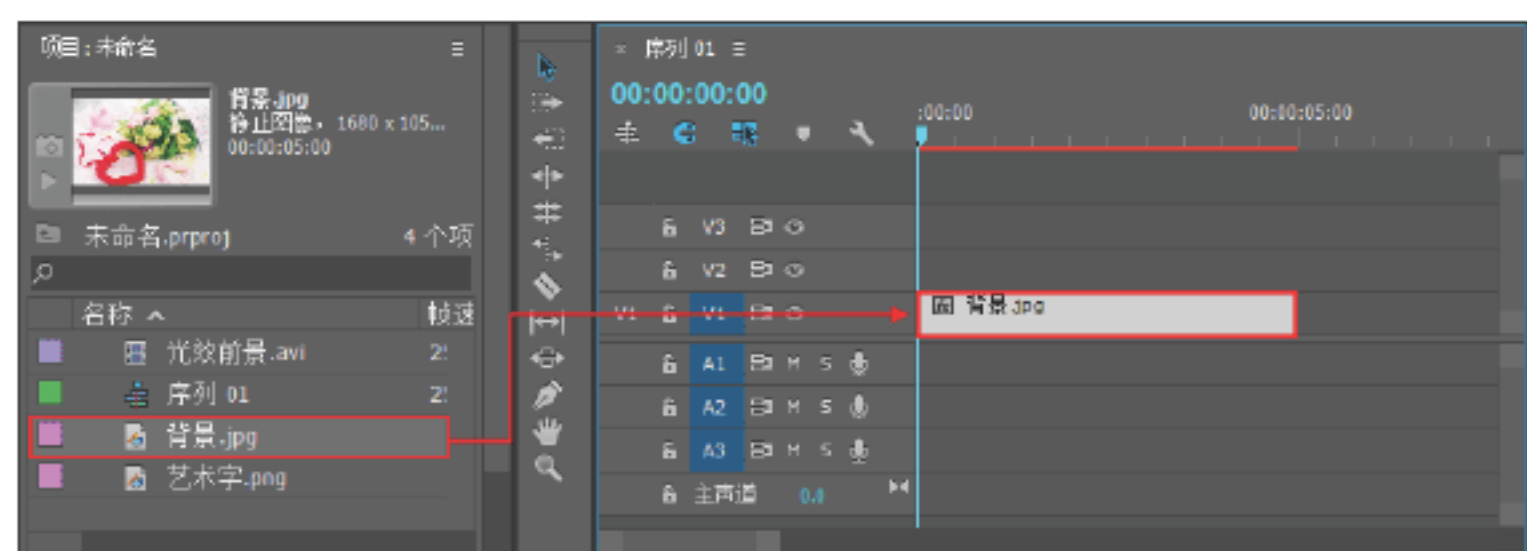 项目:未命名
背景.jpg
静止图像, 1680 x 105...
00:00:05:00
未命名.prproj
4 个项
名称
帧速
光效前景.avi
2
序列 01
2
背景.jpg
艺术字.png
× 序列 01
00:00:00:00
:00:00
00:00:05:00
V3
V2
V1 V1
背景.jpg
A1 M S
A2 M S
A3 M S
主声道 0.0